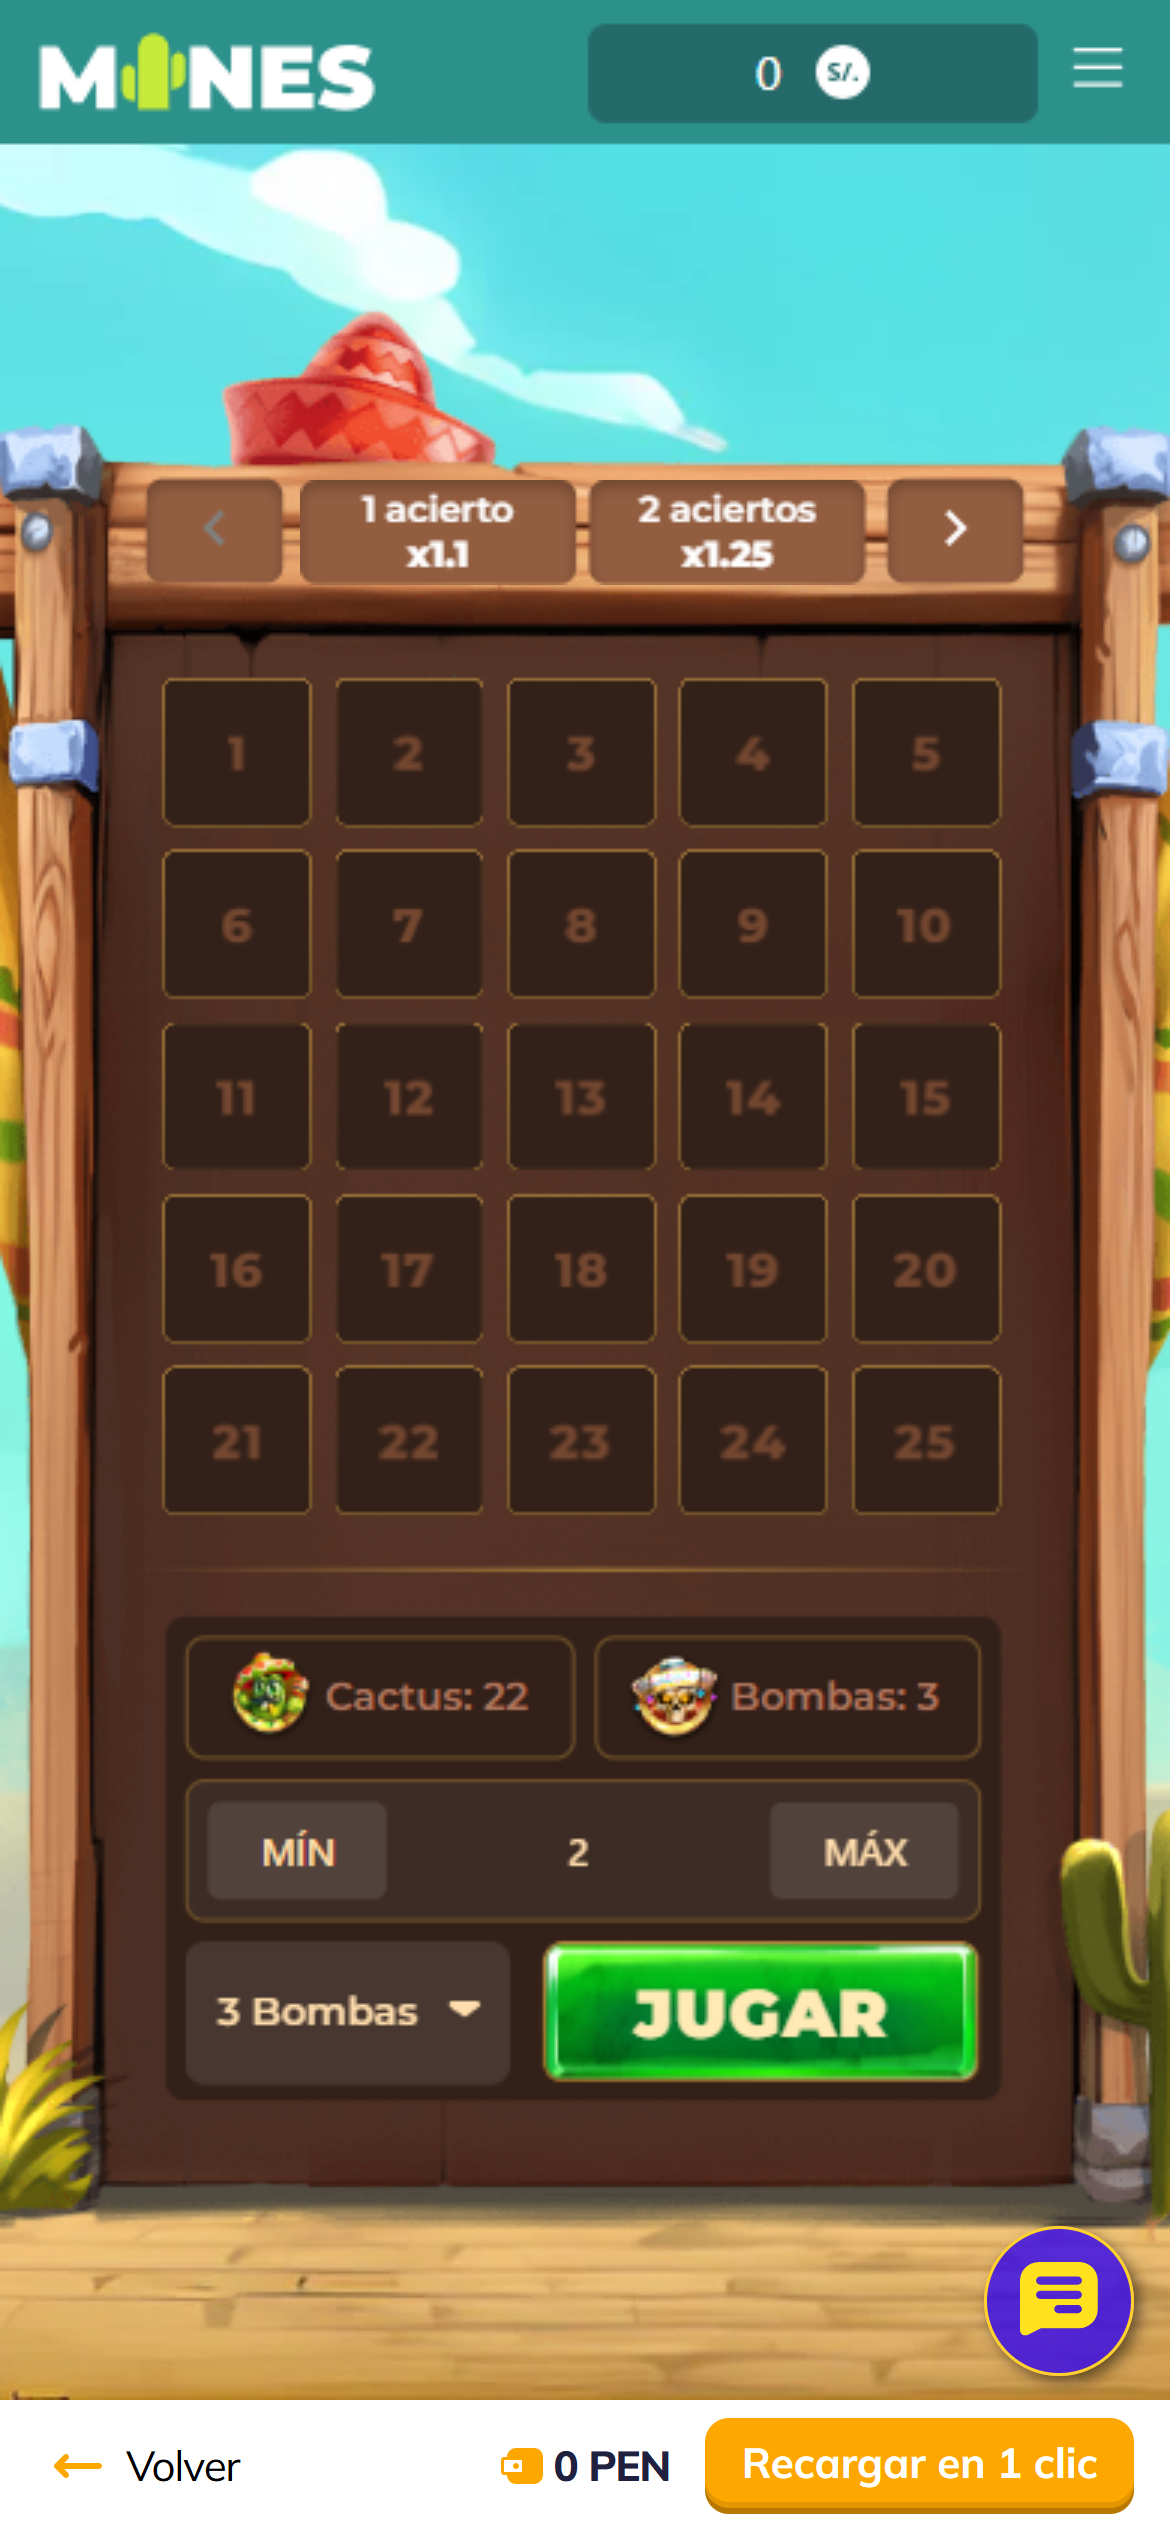 MINES
0 S/.
1 acierto
x1.1
2 aciertos
x1.25
1 2 3 4 5
6 7 8 9 10
11 12 13 14 15
16 17 18 19 20
21 22 23 24 25
Cactus: 22
Bombas: 3
MÍN 2 MÁX
3 Bombas
JUGAR
Volver
0 PEN
Recargar en 1 clic